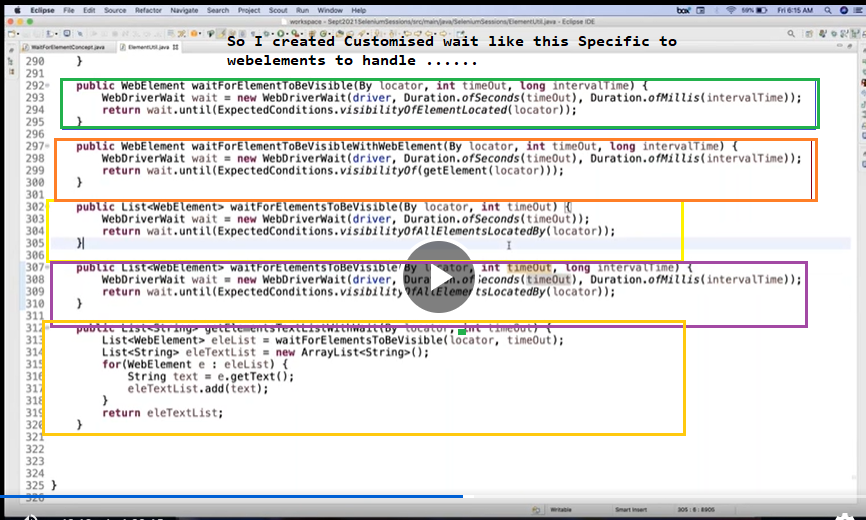 Eclipse File Edit Source Refactor Navigate Search Project Scout Run Window Help box 59% Fri 6:15 AM
workspace - Sept2021SeleniumSessions/src/main/java/SeleniumSessions/ElementUtil.java - Eclipse IDE
WaitForElementConcept.java ElementUtil.java
So I created Customised wait like this Specific to
webelements to handle ......
290 }
291
292 public WebElement waitForElementToBeVisible(By locator, int timeOut, long intervalTime) {
293 WebDriverWait wait = new WebDriverWait(driver, Duration.ofSeconds(timeOut), Duration.ofMillis(intervalTime));
294 return wait.until(ExpectedConditions.visibilityOfElementLocated(locator));
295 }
296
297 public WebElement waitForElementToBeVisibleWithWebElement(By locator, int timeOut, long intervalTime) {
298 WebDriverWait wait = new WebDriverWait(driver, Duration.ofSeconds(timeOut), Duration.ofMillis(intervalTime));
299 return wait.until(ExpectedConditions.visibilityOf(getElement(locator)));
300 }
301
302 public List<WebElement> waitForElementsToBeVisible(By locator, int timeOut) {
303 WebDriverWait wait = new WebDriverWait(driver, Duration.ofSeconds(timeOut));
304 return wait.until(ExpectedConditions.visibilityOfAllElementsLocatedBy(locator));
305 }
306
307 public List<WebElement> waitForElementsToBeVisible(By locator, int timeOut, long intervalTime) {
308 WebDriverWait wait = new WebDriverWait(driver, Duration.ofSeconds(timeOut), Duration.ofMillis(intervalTime));
309 return wait.until(ExpectedConditions.visibilityOfAllElementsLocatedBy(locator));
310 }
311
312 public List<String> getElementsTextListWithWait(By locator, int timeOut) {
313 List<WebElement> eleList = waitForElementsToBeVisible(locator, timeOut);
314 List<String> eleTextList = new ArrayList<String>();
315 for(WebElement e : eleList) {
316 String text = e.getText();
317 eleTextList.add(text);
318 }
319 return eleTextList;
320 }
321
322
323
324
325 }
326
Writable Smart Insert 305 : 6 : 8905